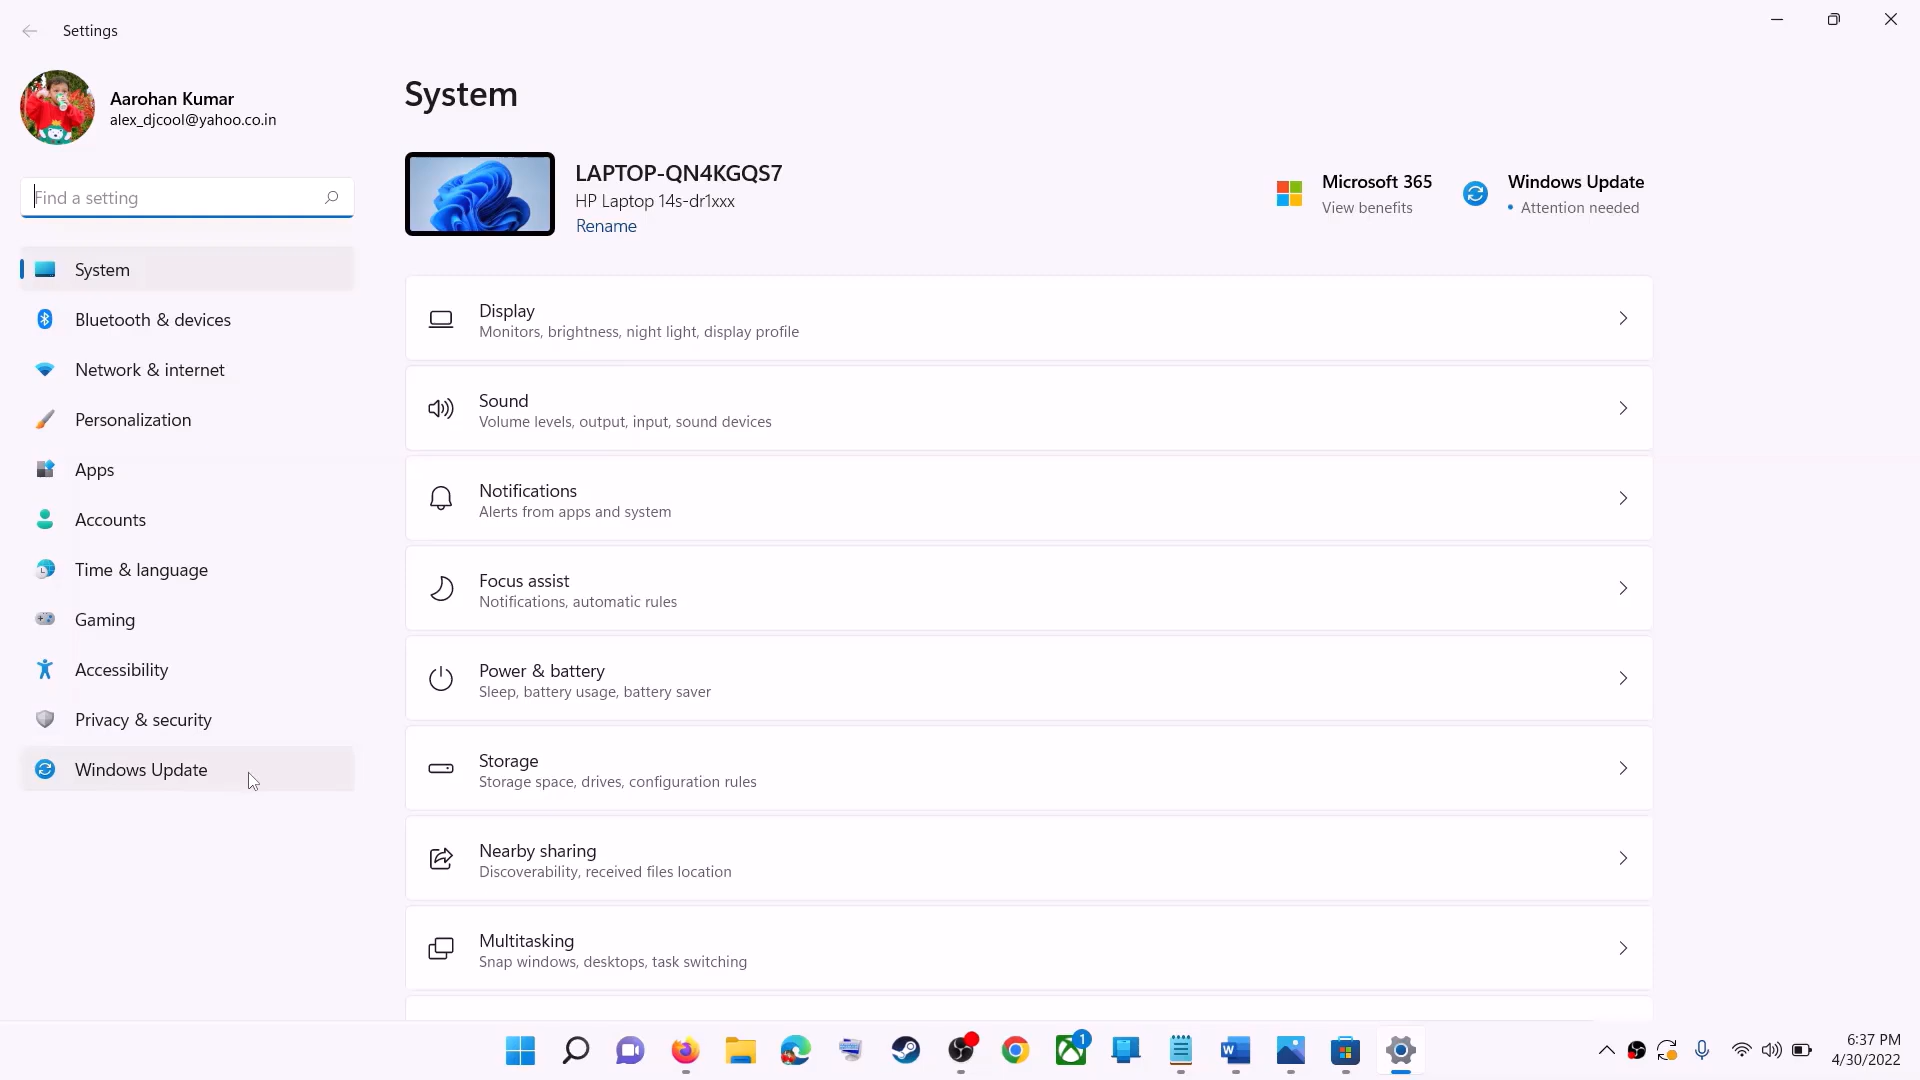 Settings
Aarohan Kumar
alex_djcool@yahoo.co.in
Find a setting
System
Bluetooth & devices
Network & internet
Personalization
Apps
Accounts
Time & language
Gaming
Accessibility
Privacy & security
Windows Update
System
LAPTOP-QN4KGQS7
HP Laptop 14s-dr1xxx
Rename
Microsoft 365
View benefits
Windows Update
• Attention needed
Display
Monitors, brightness, night light, display profile
Sound
Volume levels, output, input, sound devices
Notifications
Alerts from apps and system
Focus assist
Notifications, automatic rules
Power & battery
Sleep, battery usage, battery saver
Storage
Storage space, drives, configuration rules
Nearby sharing
Discoverability, received files location
Multitasking
Snap windows, desktops, task switching
1
W
6:37 PM
4/30/2022